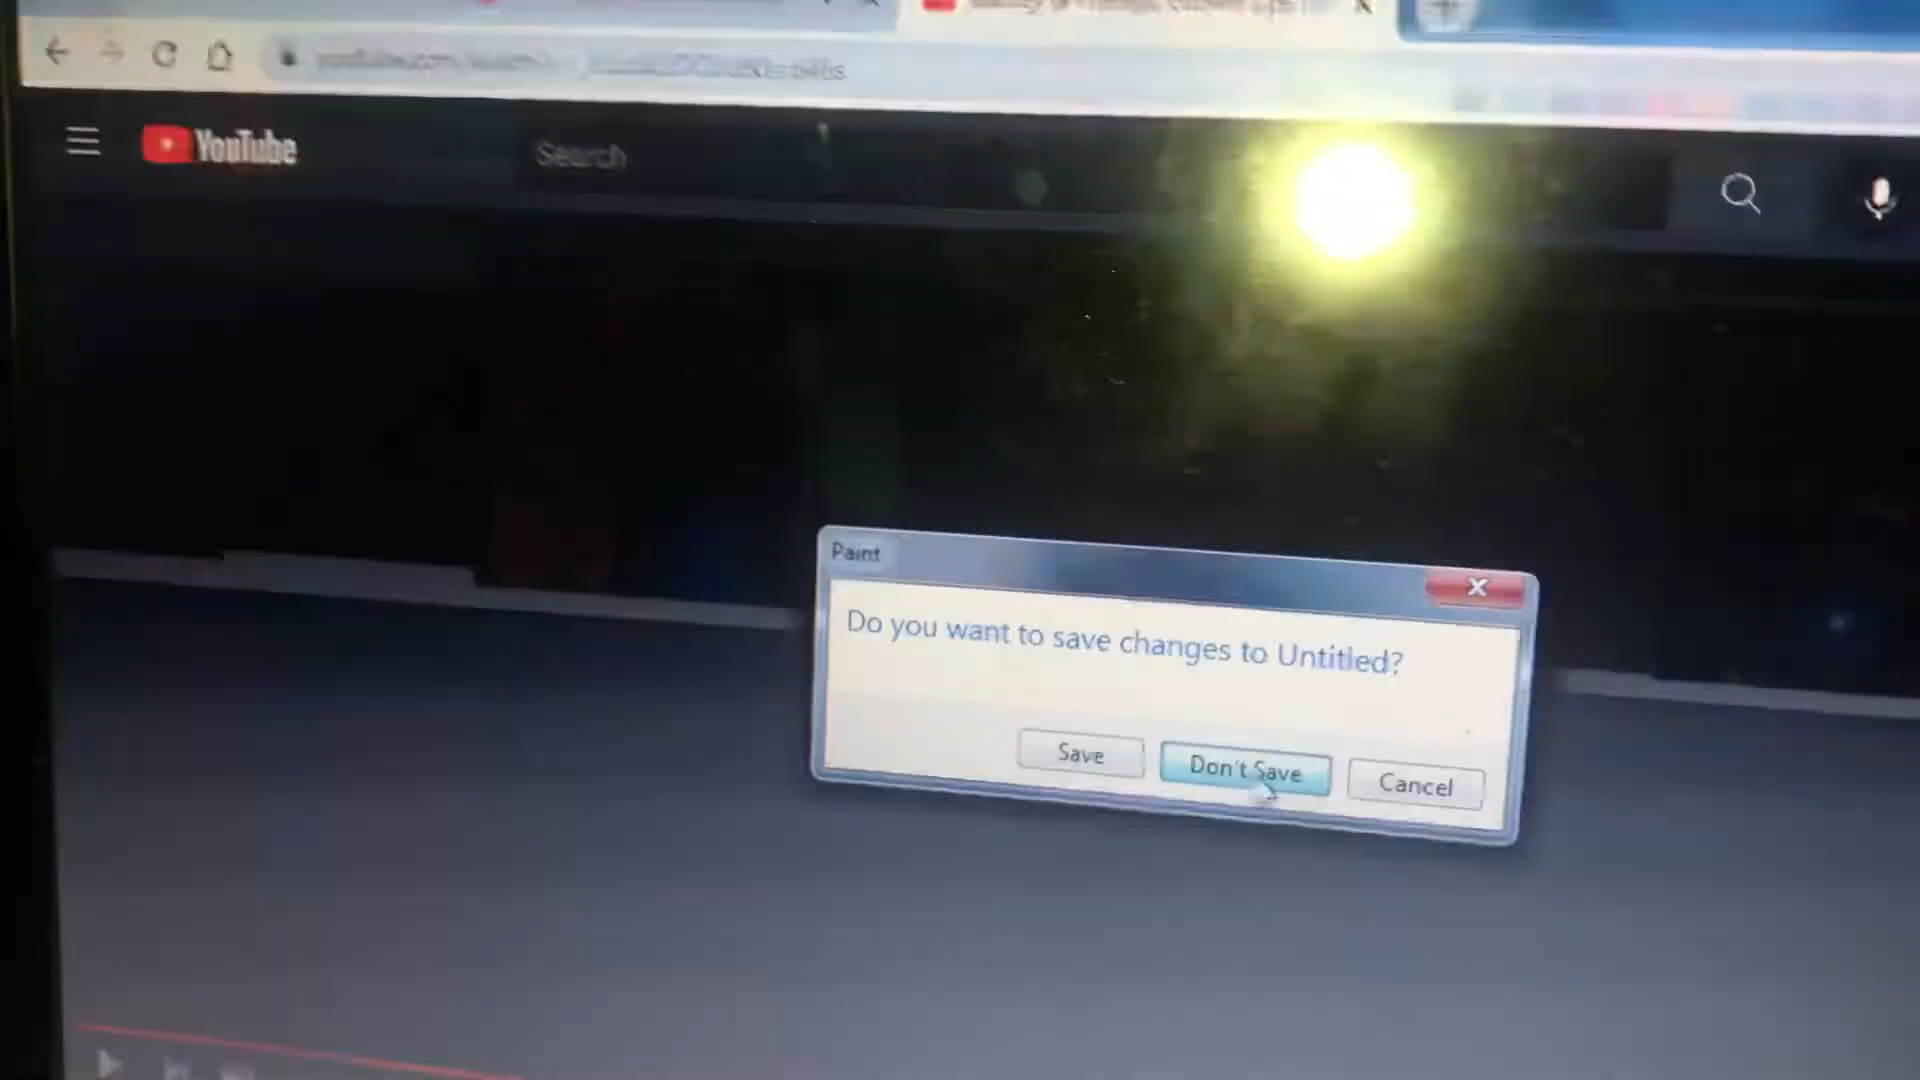 YouTube
Search
Paint
Do you want to save changes to Untitled?
Save
Don't Save
Cancel